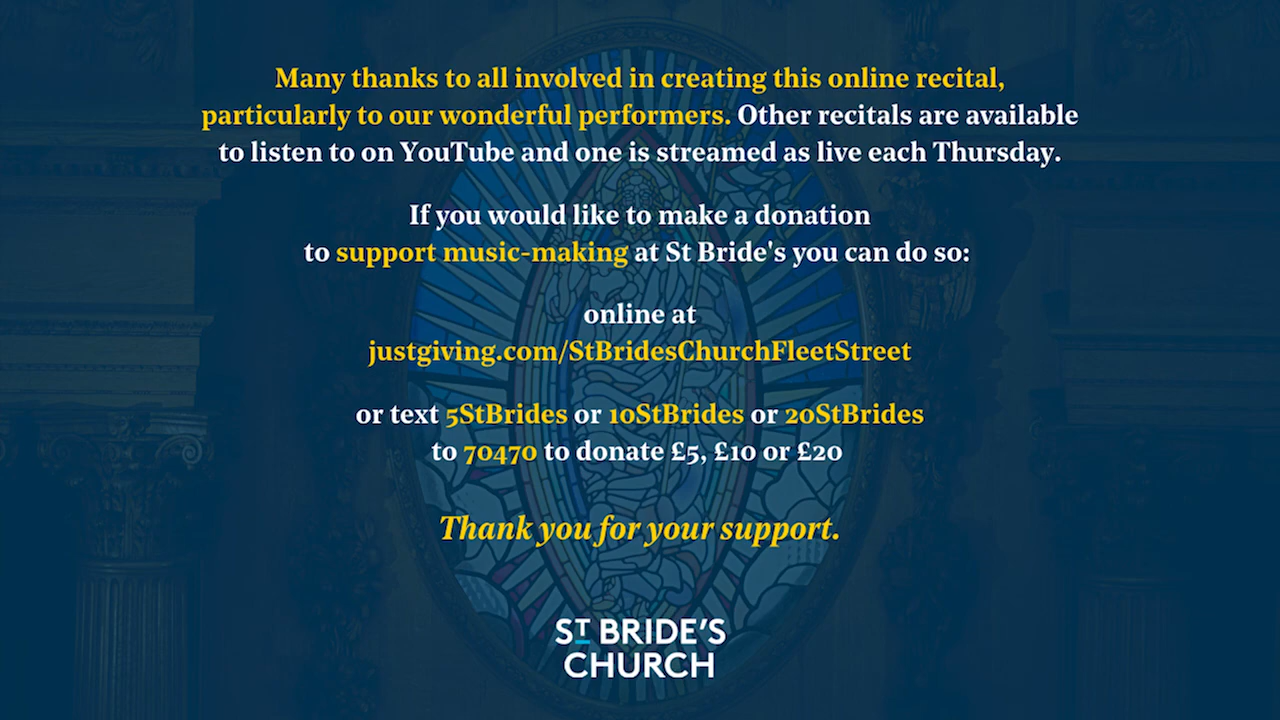 Many thanks to all involved in creating this online recital,
particularly to our wonderful performers. Other recitals are available
to listen to on YouTube and one is streamed as live each Thursday.
If you would like to make a donation
to support music-making at St Bride's you can do so:
online at
justgiving.com/StBridesChurchFleetStreet
or text 5StBrides or 10StBrides or 20StBrides
to 70470 to donate £5, £10 or £20
Thank you for your support.
ST BRIDE'S
CHURCH